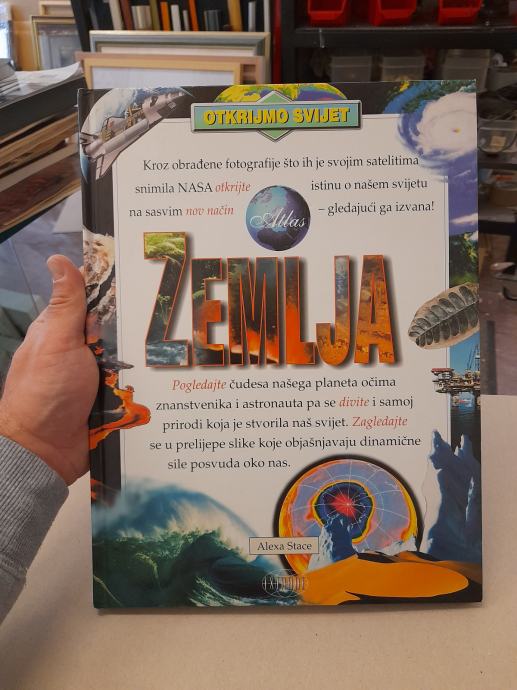 OTKRIJMO SVIJET
Kroz obrađene fotografije što ih je svojim satelitima
snimila NASA otkrijte istinu o našem svijetu
na sasvim nov način – gledajući ga izvana!
Atlas
ZEMLJA
Pogledajte čudesa našega planeta očima
znanstvenika i astronauta pa se divite i samoj
prirodi koja je stvorila naš svijet. Zagledajte
se u prelijepe slike koje objašnjavaju dinamične
sile posvuda oko nas.
Alexa Stace